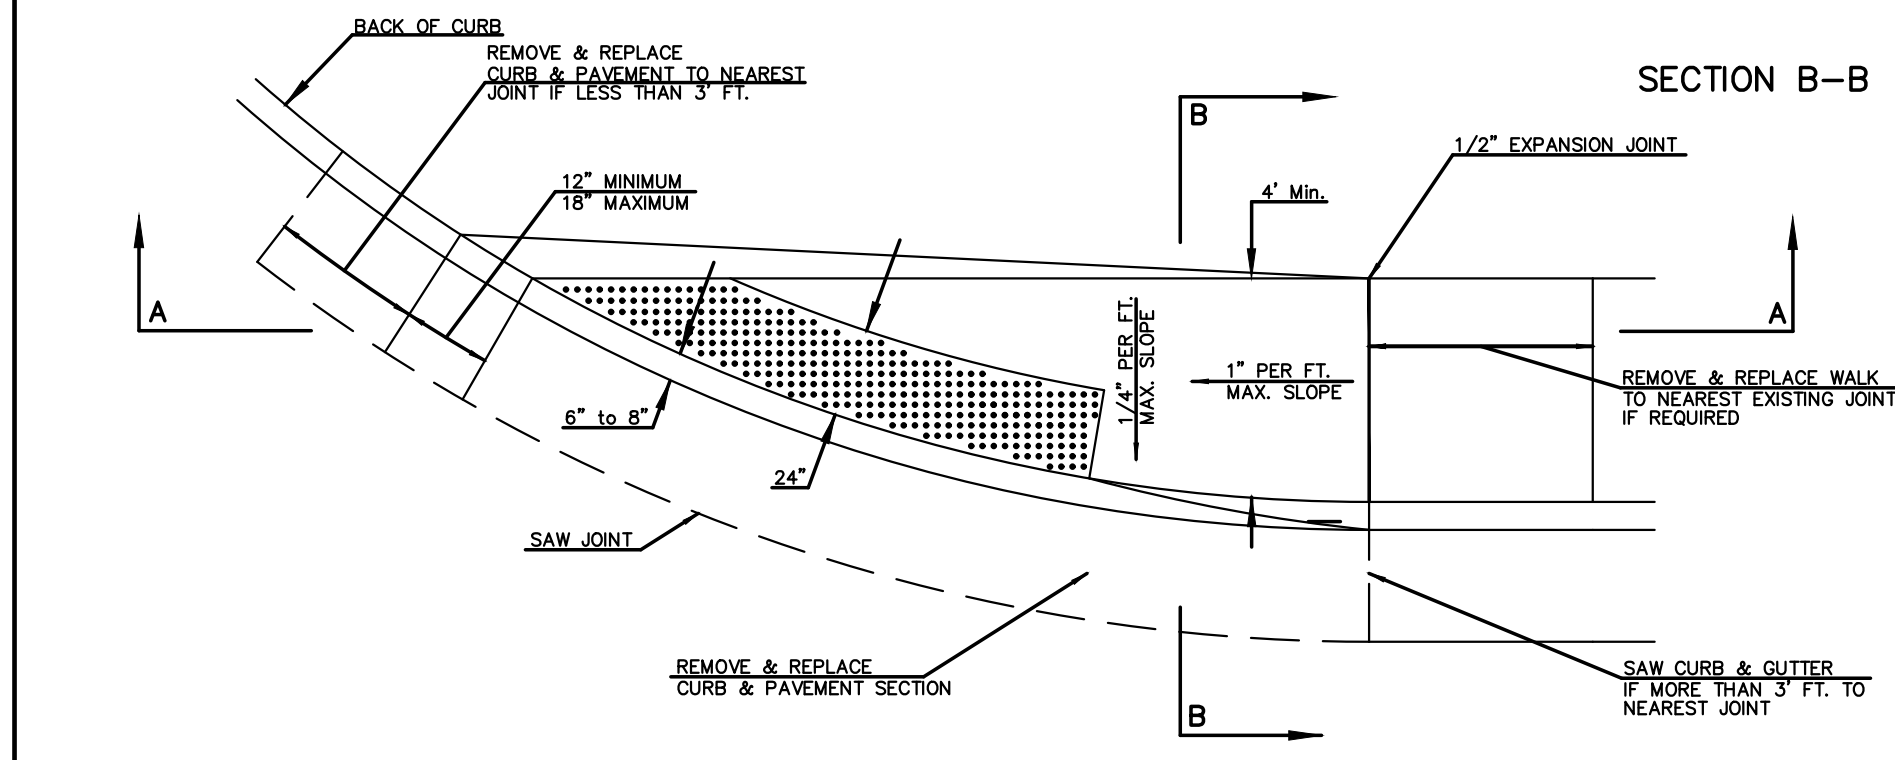 BACK OF CURB
REMOVE & REPLACE
CURB & PAVEMENT TO NEAREST
JOINT IF LESS THAN 3' FT.
SECTION B-B
B
1/2" EXPANSION JOINT
12" MINIMUM
18" MAXIMUM
4' Min.
A
A
1/4" PER FT.
MAX. SLOPE
1" PER FT.
MAX. SLOPE
REMOVE & REPLACE WALK
TO NEAREST EXISTING JOINT
IF REQUIRED
6" to 8"
24"
SAW JOINT
REMOVE & REPLACE
CURB & PAVEMENT SECTION
SAW CURB & GUTTER
IF MORE THAN 3' FT. TO
NEAREST JOINT
B